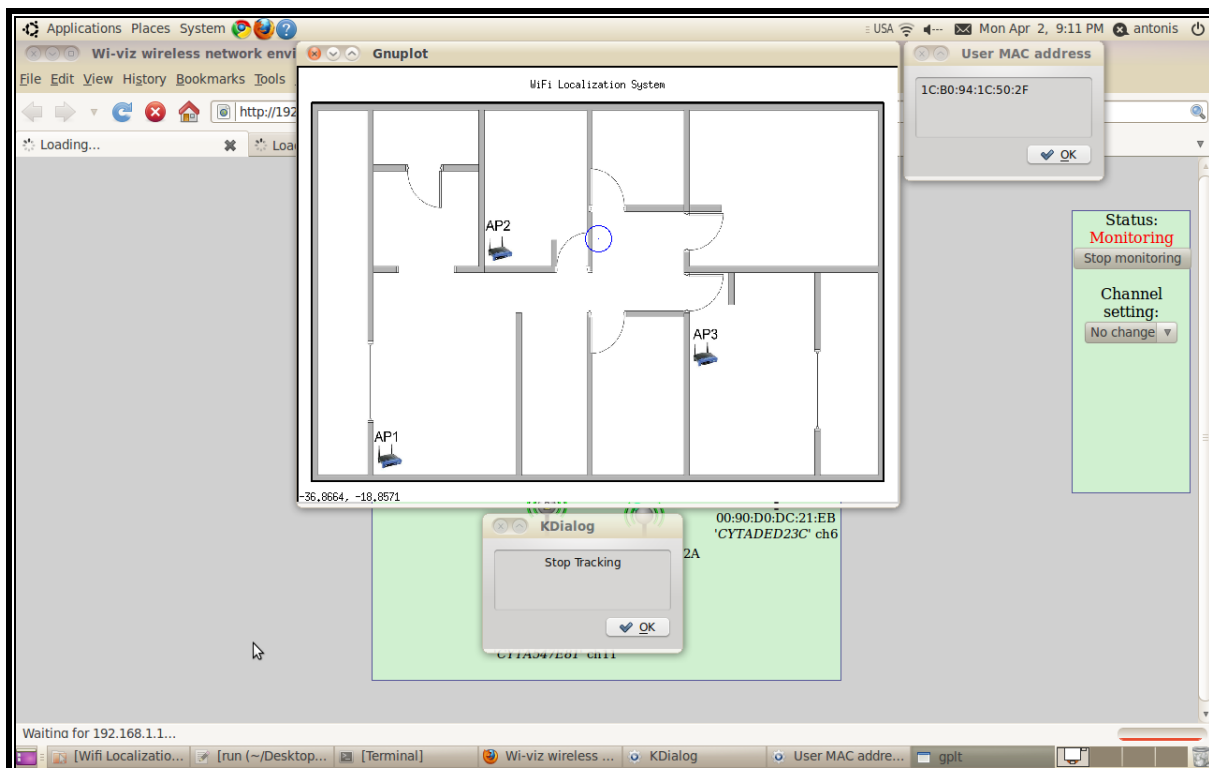 Applications Places System
USA
Mon Apr 2, 9:11 PM
antonis
Wi-viz wireless network envi
Gnuplot
User MAC address
File Edit View History Bookmarks Tools
WiFi Localization System
1C:B0:94:1C:50:2F
http://192
OK
Loading...
Loa
Status:
Monitoring
Stop monitoring
Channel
setting:
No change
AP2
AP3
AP1
-36.8664, -18.8571
00:90:D0:DC:21:EB
'CYTADED23C' ch6
2A
KDialog
Stop Tracking
OK
'CYTA547E81' ch11
Waiting for 192.168.1.1...
[Wifi Localizatio...
[run (~/Desktop...
[Terminal]
Wi-viz wireless ...
KDialog
User MAC addre...
gplt